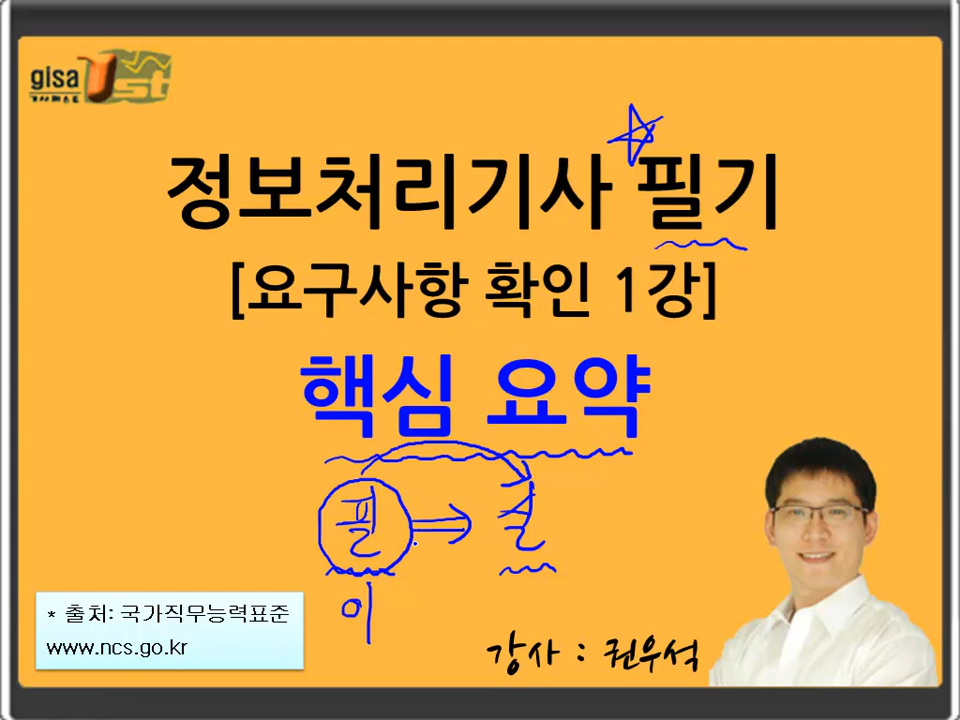 gisa
정보처리기사 필기
[요구사항 확인 1강]
핵심 요약
필
실
이
* 출처: 국가직무능력표준
www.ncs.go.kr
강사 : 권우석